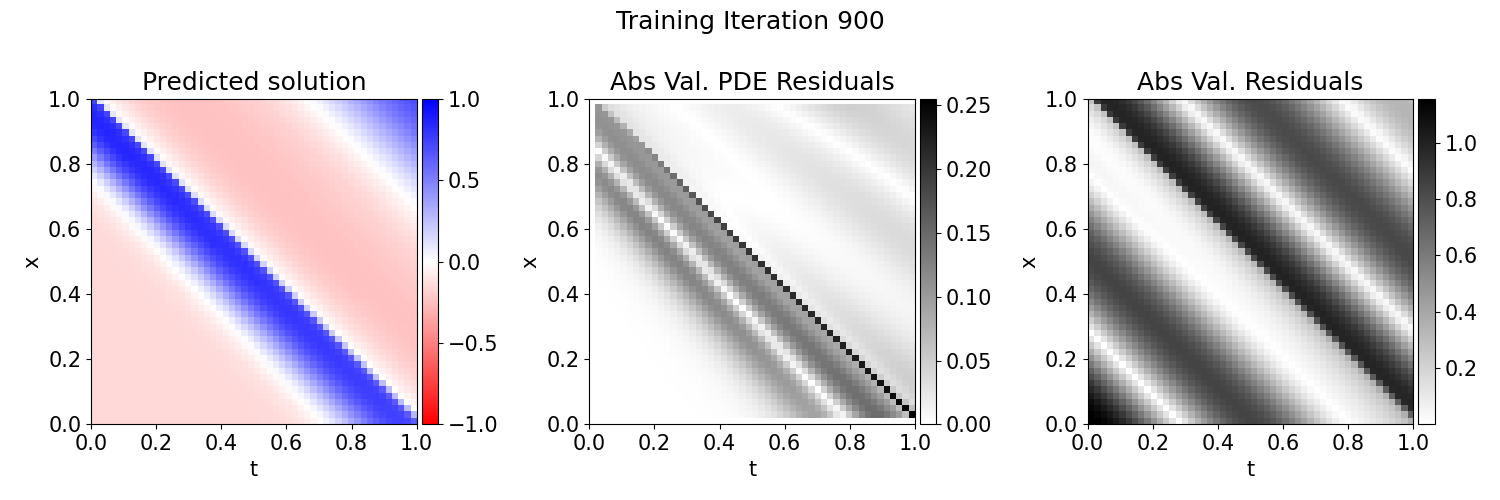 Training Iteration 900
Predicted solution
Abs Val. PDE Residuals
Abs Val. Residuals
1.0
0.8
0.6
0.4
0.2
0.0
x
0.0 0.2 0.4 0.6 0.8 1.0
t
1.0
0.5
0.0
−0.5
−1.0
1.0
0.8
0.6
0.4
0.2
0.0
x
0.0 0.2 0.4 0.6 0.8 1.0
t
0.25
0.20
0.15
0.10
0.05
0.00
1.0
0.8
0.6
0.4
0.2
0.0
x
0.0 0.2 0.4 0.6 0.8 1.0
t
1.0
0.8
0.6
0.4
0.2